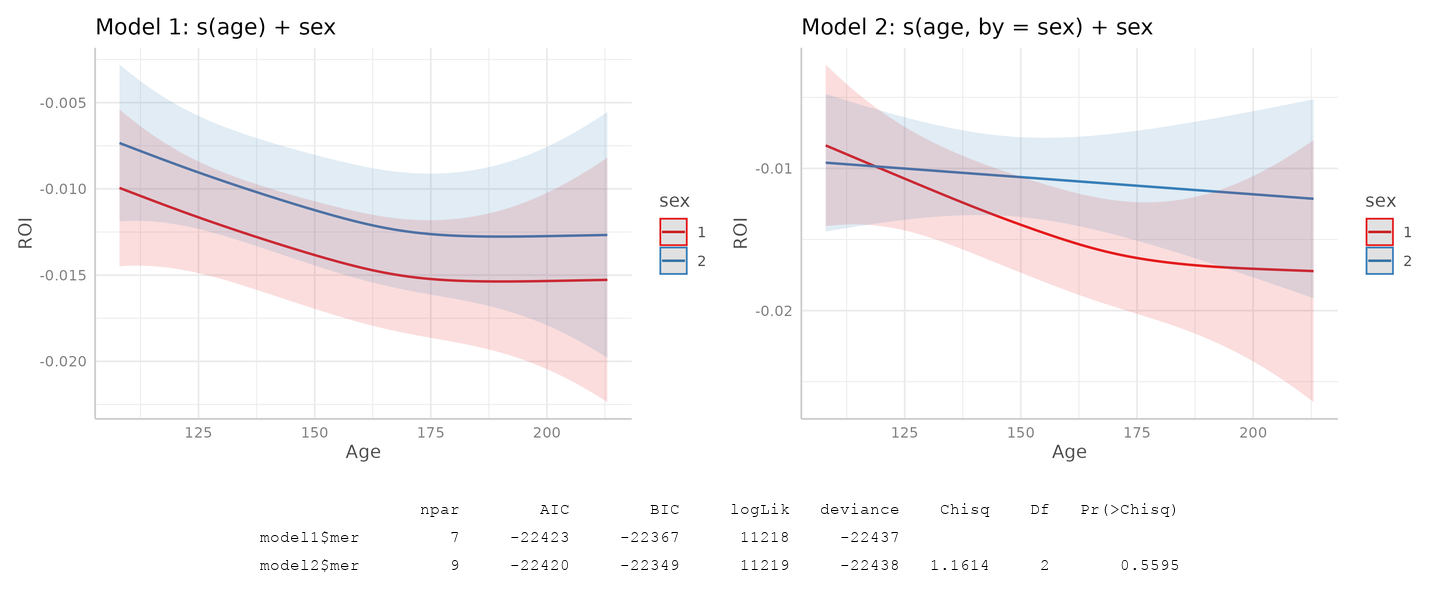 Model 1: s(age) + sex
-0.005
-0.010
-0.015
-0.020
ROI
125 150 175 200
Age
sex
1
2
Model 2: s(age, by = sex) + sex
-0.01
-0.02
ROI
125 150 175 200
Age
sex
1
2
npar AIC BIC logLik deviance Chisq Df Pr(>Chisq)
model1$mer 7 -22423 -22367 11218 -22437
model2$mer 9 -22420 -22349 11219 -22438 1.1614 2 0.5595